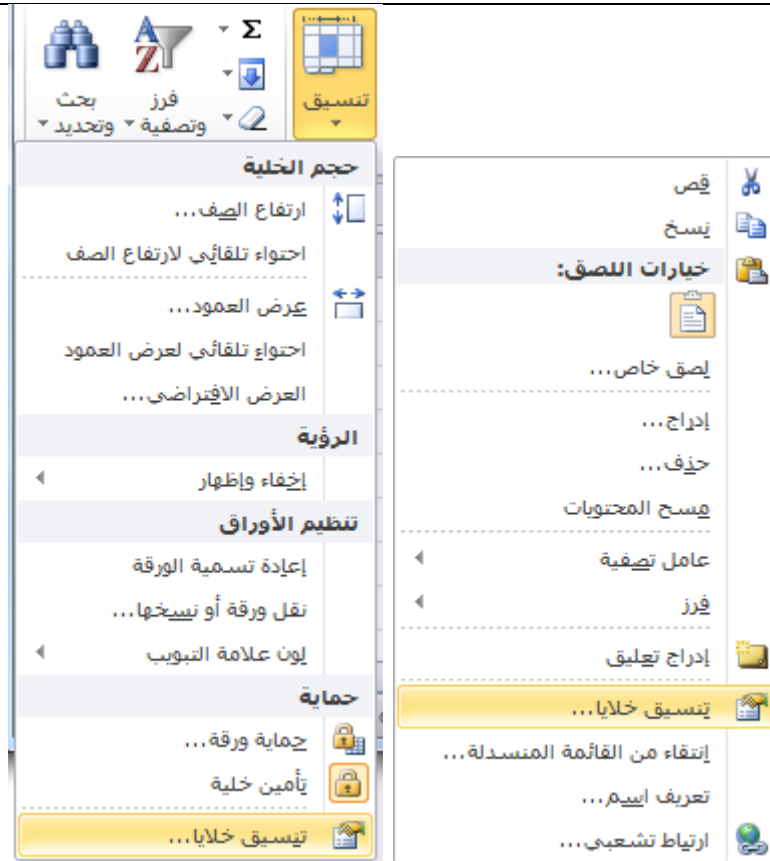 Σ
تنسيق
فرز
وتصفية
بحث
وتحديد
حجم الخلية
ارتفاع الصف...
احتواء تلقائي لارتفاع الصف
عرض العمود...
احتواء تلقائي لعرض العمود
العرض الافتراضي...
الرؤية
إخفاء وإظهار
تنظيم الأوراق
إعادة تسمية الورقة
نقل ورقة أو نسخها...
لون علامة التبويب
حماية
حماية ورقة...
تأمين خلية
تنسيق خلايا...
قص
نسخ
خيارات اللصق:
لصق خاص...
إدراج...
حذف...
مسح المحتويات
عامل تصفية
فرز
إدراج تعليق
تنسيق خلايا...
إنتقاء من القائمة المنسدلة...
تعريف اسم...
ارتباط تشعبي...